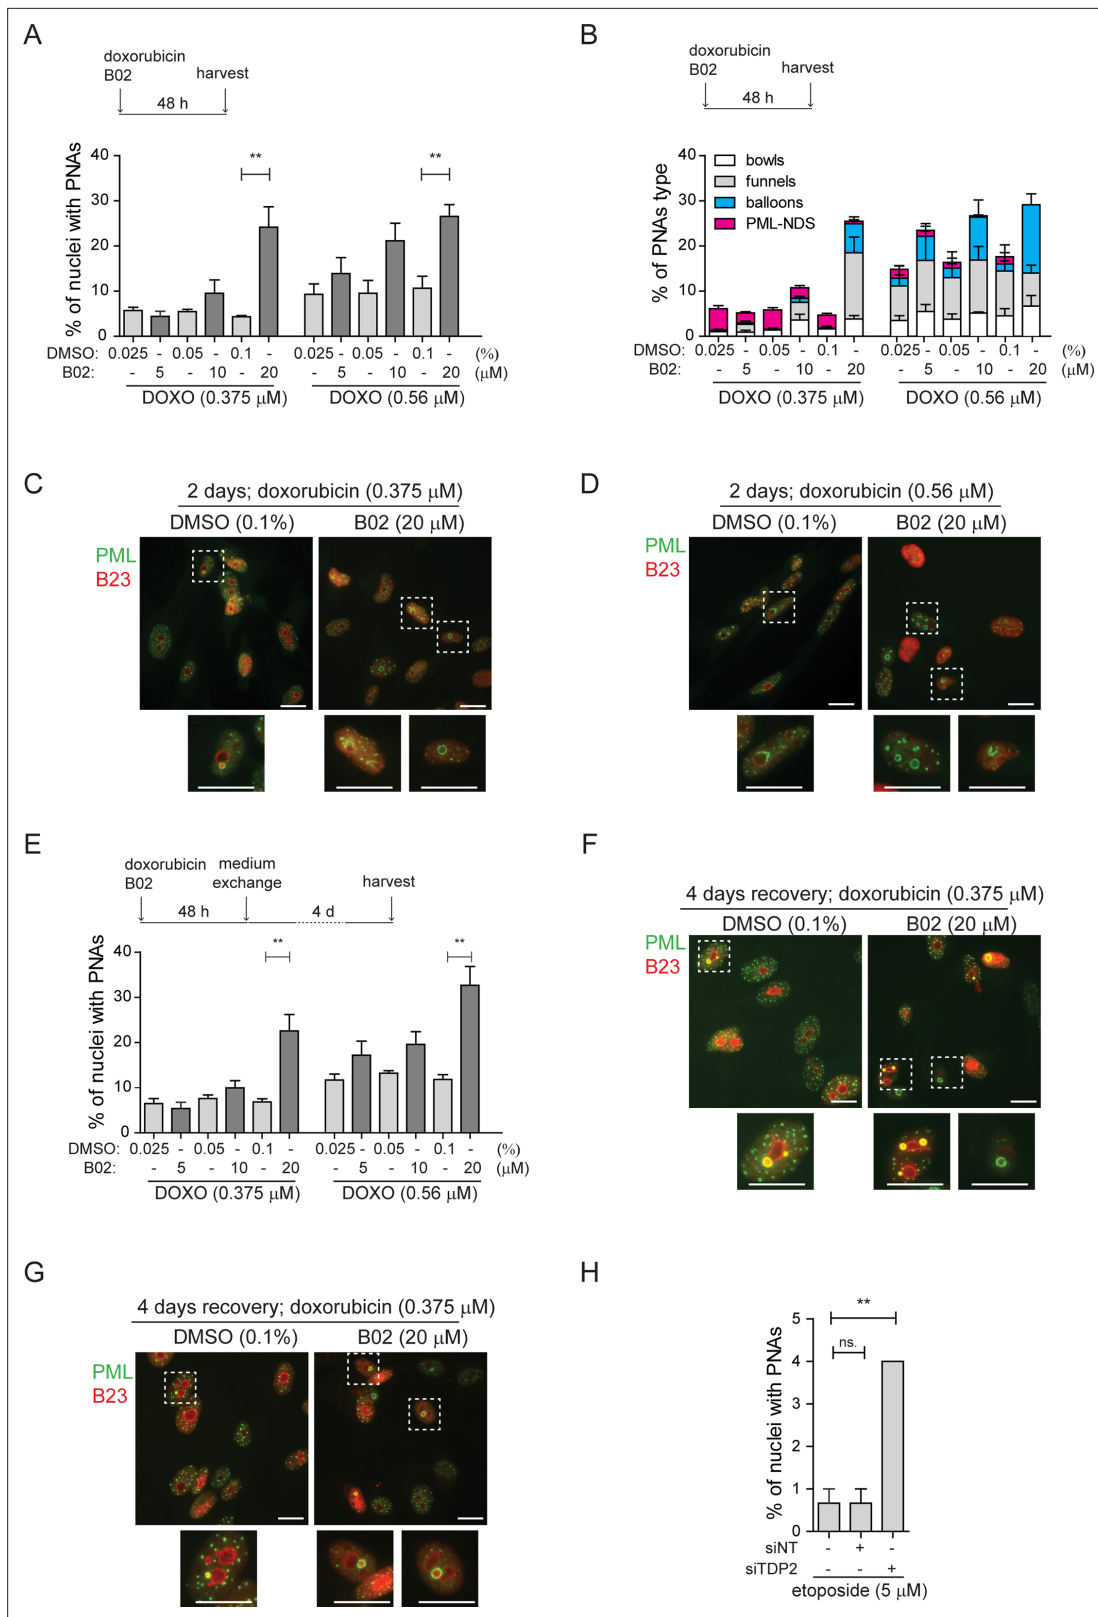 A
doxorubicin
B02
harvest
48 h
% of nuclei with PNAs
40
30
20
10
0
**
**
DMSO: 0.025 - 0.05 - 0.1 - 0.025 - 0.05 - 0.1 - (%)
B02: - 5 - 10 - 20 - 5 - 10 - 20 (μM)
DOXO (0.375 μM)
DOXO (0.56 μM)
B
doxorubicin
B02
harvest
48 h
% of PNAs type
40
30
20
10
0
bowls
funnels
balloons
PML-NDS
DMSO: 0.025 - 0.05 - 0.1 - 0.025 - 0.05 - 0.1 - (%)
B02: - 5 - 10 - 20 - 5 - 10 - 20 (μM)
DOXO (0.375 μM)
DOXO (0.56 μM)
C
2 days; doxorubicin (0.375 μM)
DMSO (0.1%)
B02 (20 μM)
PML
B23
D
2 days; doxorubicin (0.56 μM)
DMSO (0.1%)
B02 (20 μM)
PML
B23
E
doxorubicin
B02
medium
exchange
harvest
48 h
4 d
% of nuclei with PNAs
40
30
20
10
0
**
**
DMSO: 0.025 - 0.05 - 0.1 - 0.025 - 0.05 - 0.1 - (%)
B02: - 5 - 10 - 20 - 5 - 10 - 20 (μM)
DOXO (0.375 μM)
DOXO (0.56 μM)
F
4 days recovery; doxorubicin (0.375 μM)
DMSO (0.1%)
B02 (20 μM)
PML
B23
G
4 days recovery; doxorubicin (0.375 μM)
DMSO (0.1%)
B02 (20 μM)
PML
B23
H
% of nuclei with PNAs
5
4
3
2
1
0
**
ns.
siNT - + -
siTDP2 - - +
etoposide (5 μM)